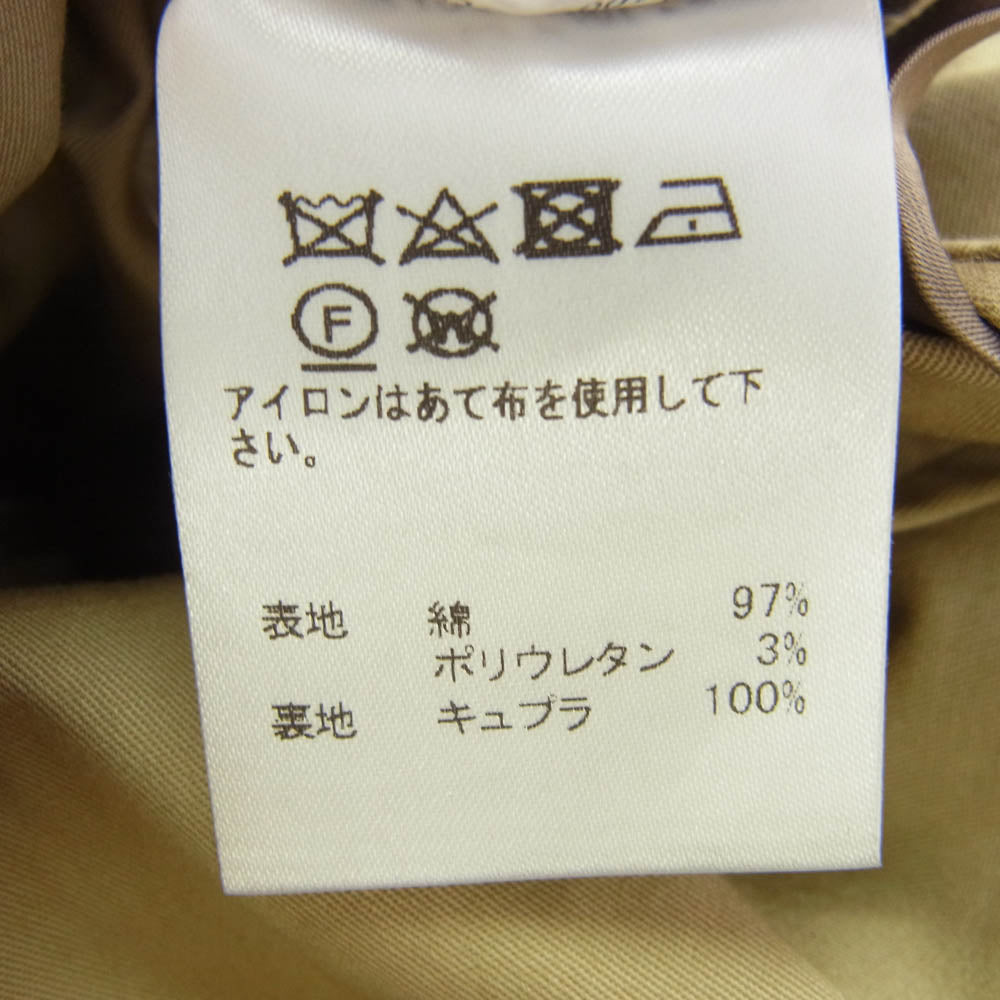 F W
アイロンはあて布を使用して下
さい。
表地 綿 97%
ポリウレタン 3%
裏地 キュプラ 100%